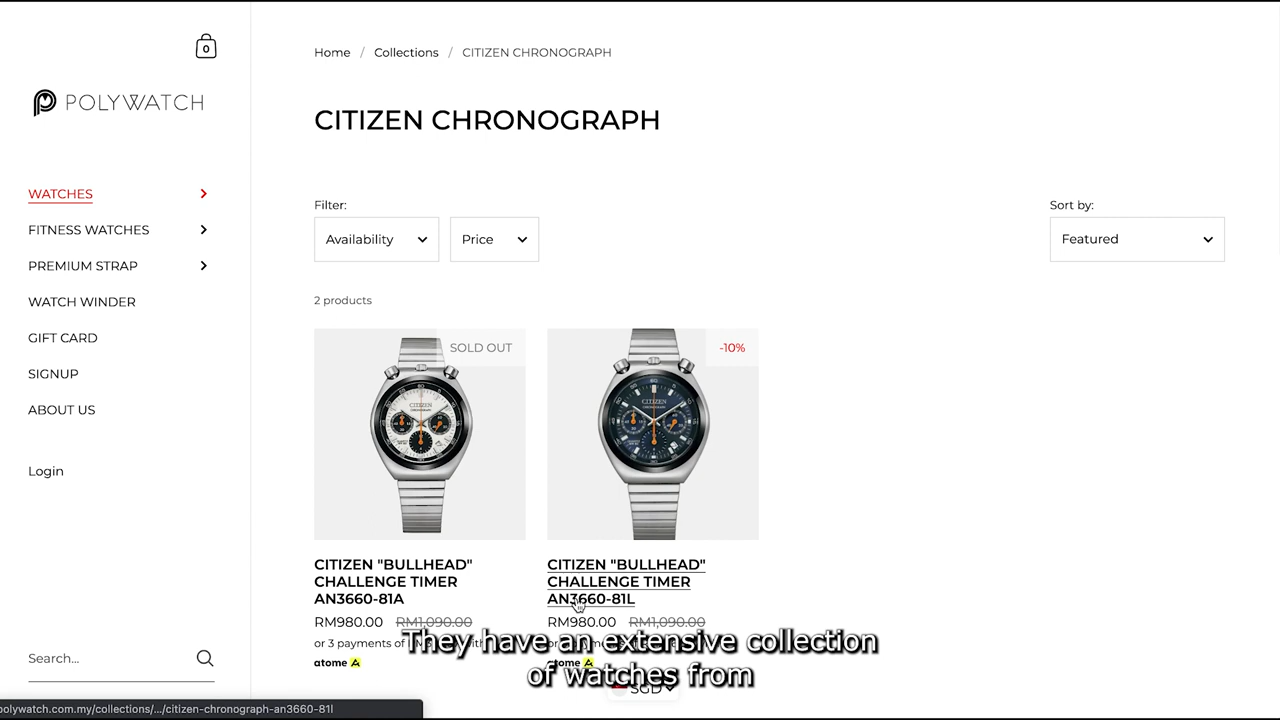 0
POLYWATCH
WATCHES
FITNESS WATCHES
PREMIUM STRAP
WATCH WINDER
GIFT CARD
SIGNUP
ABOUT US
Login
Search...
Home / Collections / CITIZEN CHRONOGRAPH
CITIZEN CHRONOGRAPH
Filter:
Availability
Price
Sort by:
Featured
2 products
SOLD OUT
CITIZEN
CITIZEN "BULLHEAD"
CHALLENGE TIMER
AN3660-81A
RM980.00 RM1,090.00
or 3 payments of
atome
-10%
CITIZEN
CITIZEN "BULLHEAD"
CHALLENGE TIMER
AN3660-81L
RM980.00 RM1,090.00
atome
They have an extensive collection
of watches from
SGD
polywatch.com.my/collections/.../citizen-chronograph-an3660-81l